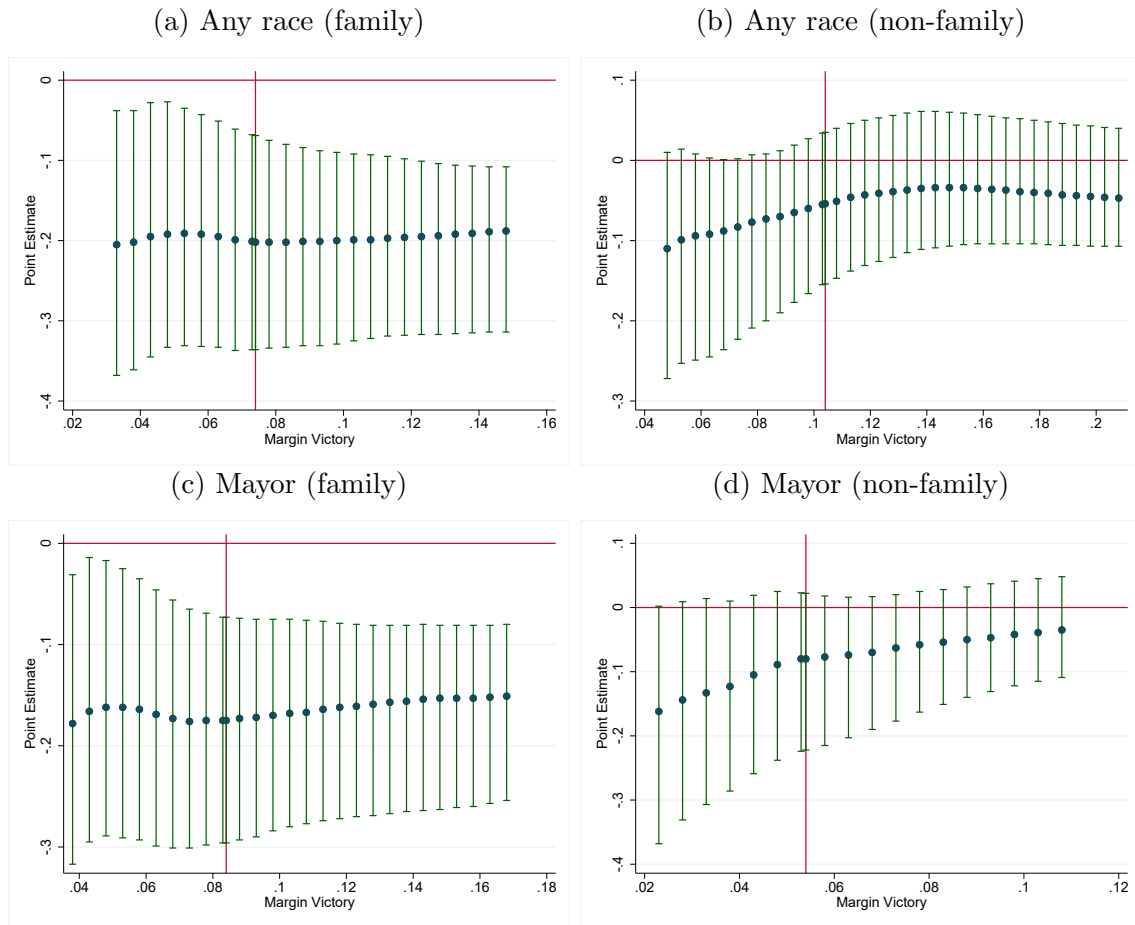 (a) Any race (family)
(b) Any race (non-family)
0
-.1
-.2
-.3
-.4
Point Estimate
.02 .04 .06 .08 .1 .12 .14 .16
Margin Victory
.1
0
-.1
-.2
-.3
Point Estimate
.04 .06 .08 .1 .12 .14 .16 .18 .2
Margin Victory
(c) Mayor (family)
(d) Mayor (non-family)
0
-.1
-.2
-.3
Point Estimate
.04 .06 .08 .1 .12 .14 .16 .18
Margin Victory
.1
0
-.1
-.2
-.3
-.4
Point Estimate
.02 .04 .06 .08 .1 .12
Margin Victory